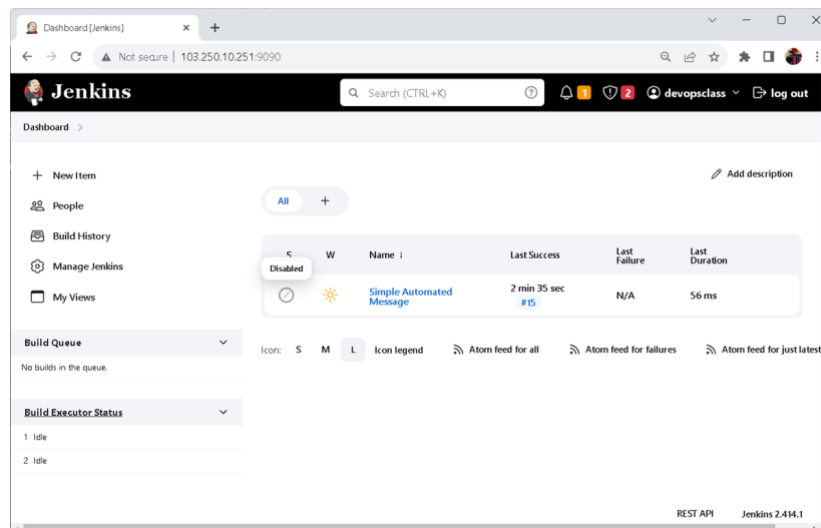 Dashboard [Jenkins]
Not secure | 103.250.10.251:9090
Jenkins
Search (CTRL+K)
1
2
devopsclass
log out
Dashboard
New Item
People
Build History
Manage Jenkins
My Views
Build Queue
No builds in the queue.
Build Executor Status
1 Idle
2 Idle
Add description
All +
S W Name ↓ Last Success Last Failure Last Duration
Disabled
Simple Automated Message 2 min 35 sec #15 N/A 56 ms
Icon: S M L Icon legend Atom feed for all Atom feed for failures Atom feed for just latest
REST API Jenkins 2.414.1